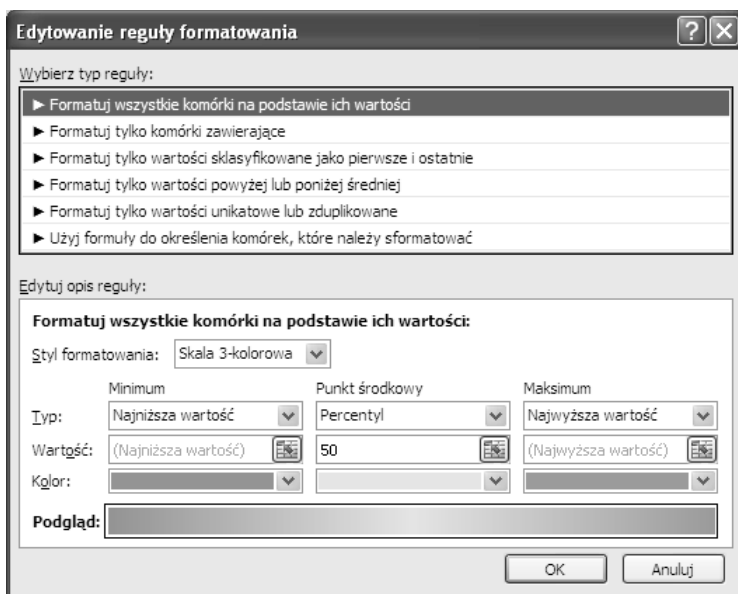 Edytowanie reguły formatowania
Wybierz typ reguły:
► Formatuj wszystkie komórki na podstawie ich wartości
► Formatuj tylko komórki zawierające
► Formatuj tylko wartości sklasyfikowane jako pierwsze i ostatnie
► Formatuj tylko wartości powyżej lub poniżej średniej
► Formatuj tylko wartości unikatowe lub zduplikowane
► Użyj formuły do określenia komórek, które należy sformatować
Edytuj opis reguły:
Formatuj wszystkie komórki na podstawie ich wartości:
Styl formatowania: Skala 3-kolorowa
Minimum Punkt środkowy Maksimum
Typ: Najniższa wartość Percentyl Najwyższa wartość
Wartość: (Najniższa wartość) 50 (Najwyższa wartość)
Kolor:
Podgląd:
OK Anuluj